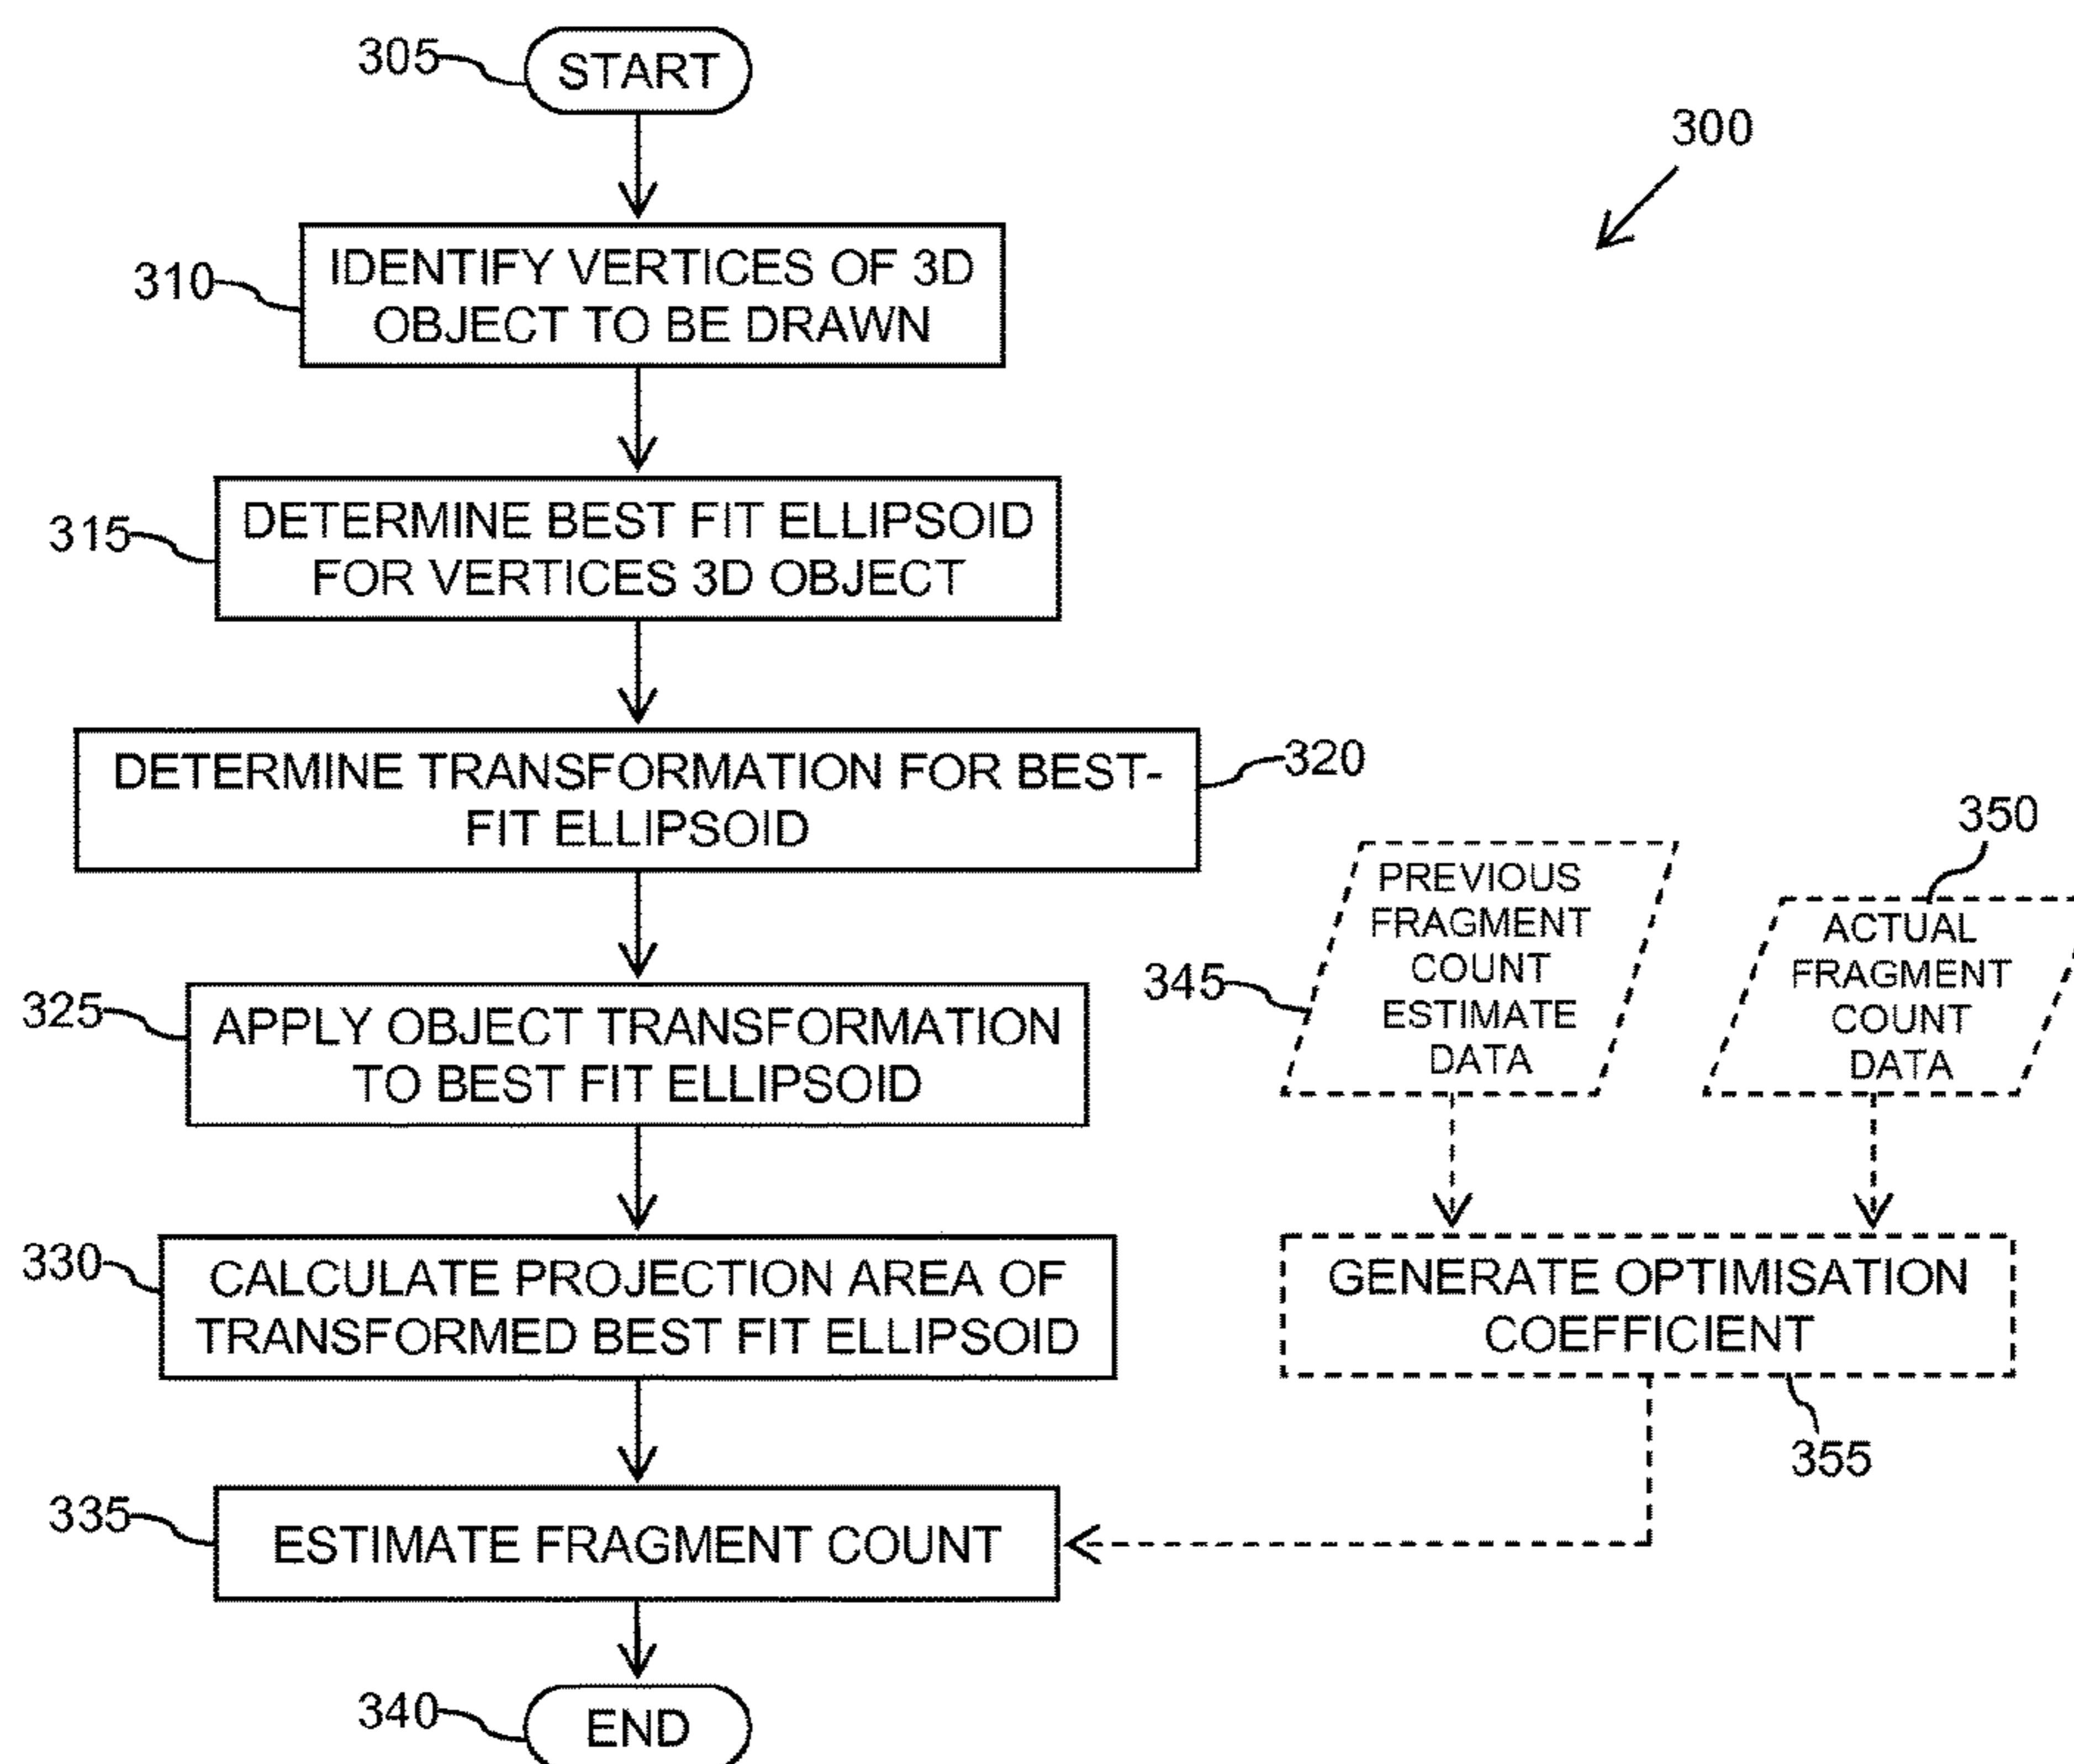 305
START
300
310
IDENTIFY VERTICES OF 3D
OBJECT TO BE DRAWN
315
DETERMINE BEST FIT ELLIPSOID
FOR VERTICES 3D OBJECT
DETERMINE TRANSFORMATION FOR BEST-
FIT ELLIPSOID
320
325
APPLY OBJECT TRANSFORMATION
TO BEST FIT ELLIPSOID
345
PREVIOUS
FRAGMENT
COUNT
ESTIMATE
DATA
350
ACTUAL
FRAGMENT
COUNT
DATA
330
CALCULATE PROJECTION AREA OF
TRANSFORMED BEST FIT ELLIPSOID
GENERATE OPTIMISATION
COEFFICIENT
355
335
ESTIMATE FRAGMENT COUNT
340
END